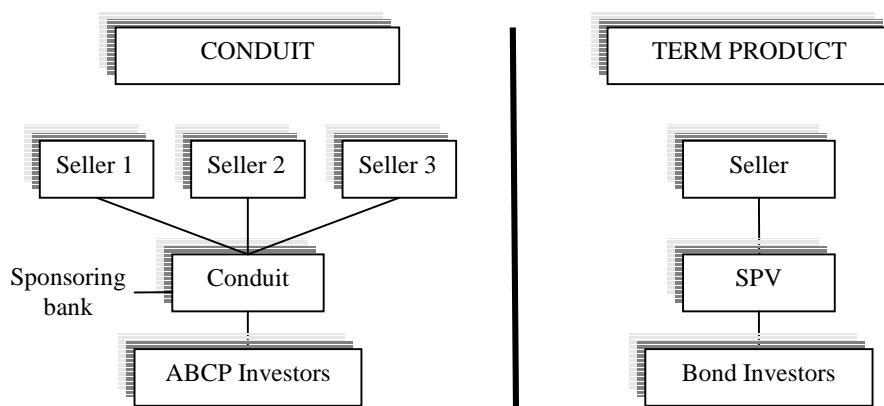 CONDUIT
TERM PRODUCT
Seller 1
Seller 2
Seller 3
Seller
Sponsoring
bank
Conduit
SPV
ABCP Investors
Bond Investors